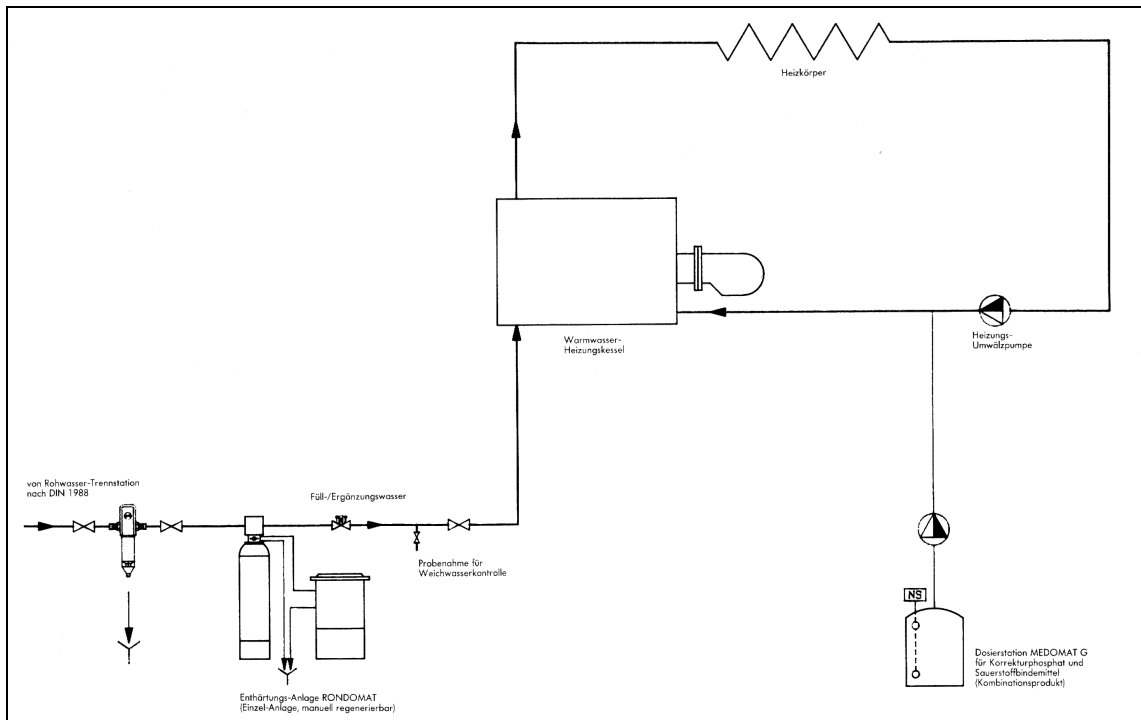 Heizkörper
Warmwasser-
Heizungskessel
Heizungs-
Umwälzpumpe
von Rohwasser-Trennstation
nach DIN 1988
Füll-/Ergänzungswasser
Probenahme für
Weichwasserkontrolle
NS
Dosierstation MEDOMAT G
für Korrekturphosphat und
Sauerstoffbindemittel
(Kombinationsprodukt)
Enthärtungs-Anlage RONDOMAT
(Einzel-Anlage, manuell regenerierbar)